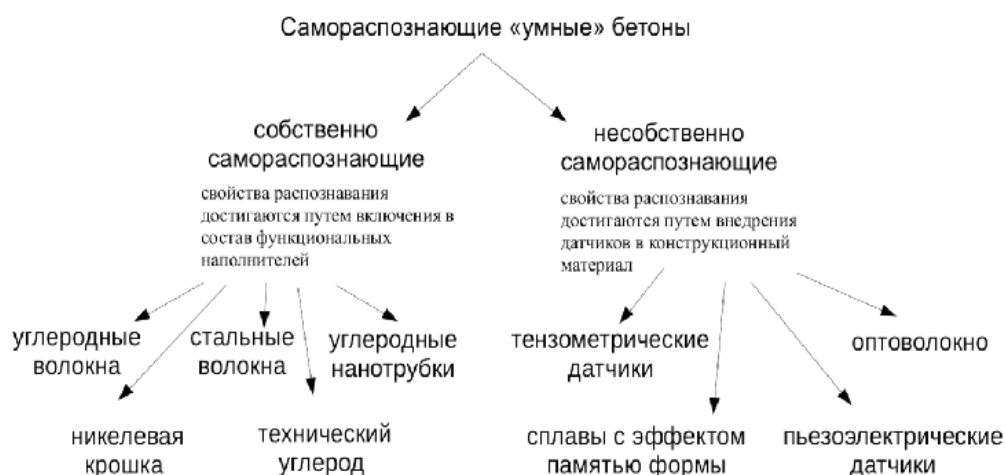 Самораспознающие «умные» бетоны
собственно
самораспознающие
свойства распознавания
достигаются путем включения в
состав функциональных
наполнителей
несобственно
самораспознающие
свойства распознавания
достигаются путем внедрения
датчиков в конструкционный
материал
углеродные
волокна
стальные
волокна
углеродные
нанотрубки
тензометрические
датчики
оптоволокно
никелевая
крошка
технический
углерод
сплавы с эффектом
памятью формы
пьезоэлектрические
датчики